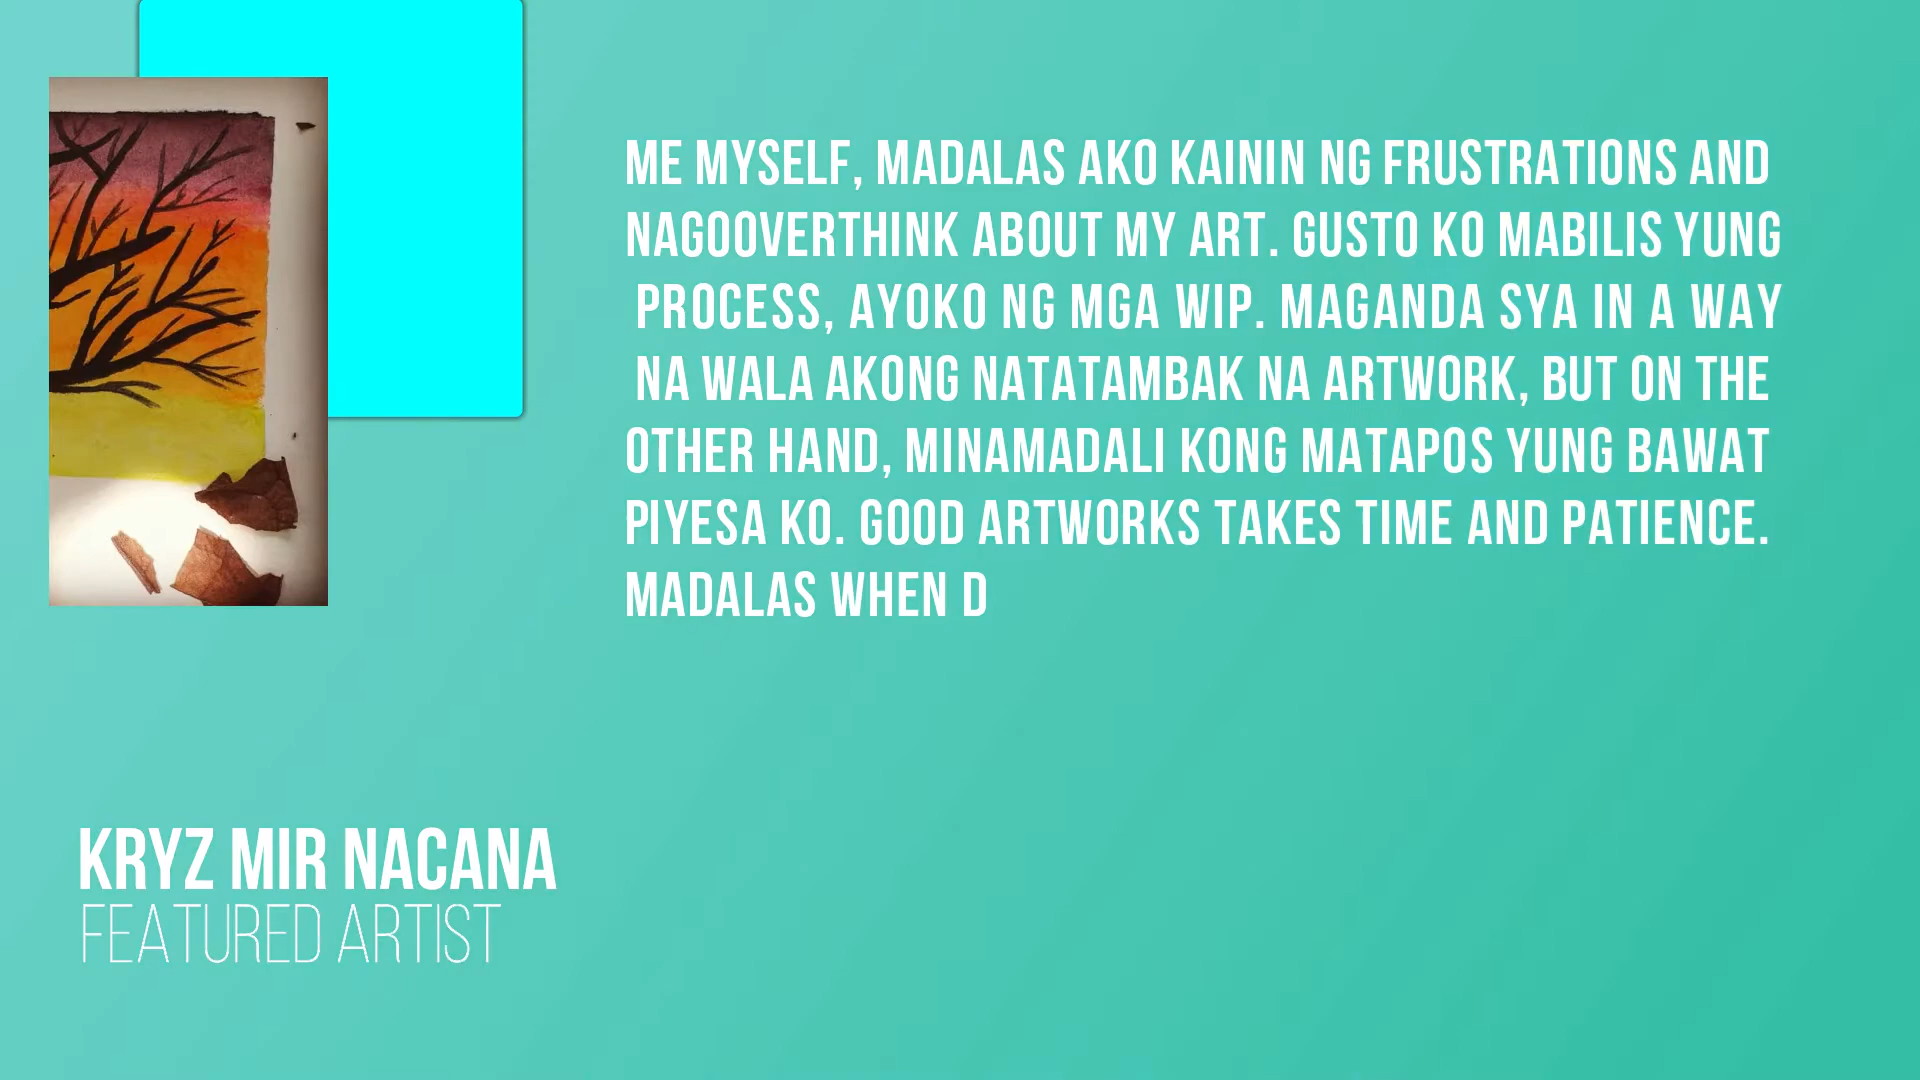 ME MYSELF, MADALAS AKO KAININ NG FRUSTRATIONS AND
NAGOOVERTHINK ABOUT MY ART. GUSTO KO MABILIS YUNG
PROCESS, AYOKO NG MGA WIP. MAGANDA SYA IN A WAY
NA WALA AKONG NATATAMBAK NA ARTWORK, BUT ON THE
OTHER HAND, MINAMADALI KONG MATAPOS YUNG BAWAT
PIYESA KO. GOOD ARTWORKS TAKES TIME AND PATIENCE.
MADALAS WHEN D
KRYZ MIR NACANA
FEATURED ARTIST